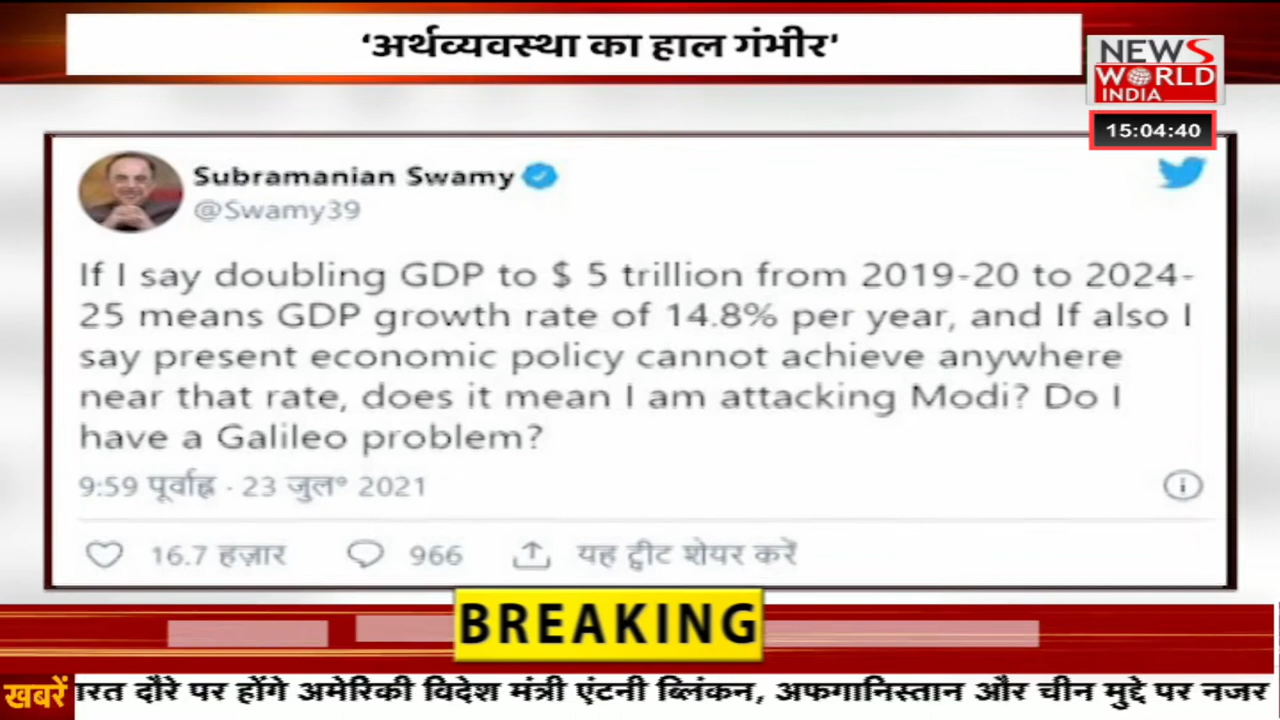 ‘अर्थव्यवस्था का हाल गंभीर’
NEWS
WORLD
INDIA
15:04:40
Subramanian Swamy
@Swamy39
If I say doubling GDP to $ 5 trillion from 2019-20 to 2024-
25 means GDP growth rate of 14.8% per year, and If also I
say present economic policy cannot achieve anywhere
near that rate, does it mean I am attacking Modi? Do I
have a Galileo problem?
9:59 पूर्वाह्न · 23 जुल॰ 2021
16.7 हज़ार 966 यह ट्वीट शेयर करें
BREAKING
खबरें ारत दौरे पर होंगे अमेरिकी विदेश मंत्री एंटनी ब्लिंकन, अफगानिस्तान और चीन मुद्दे पर नजर